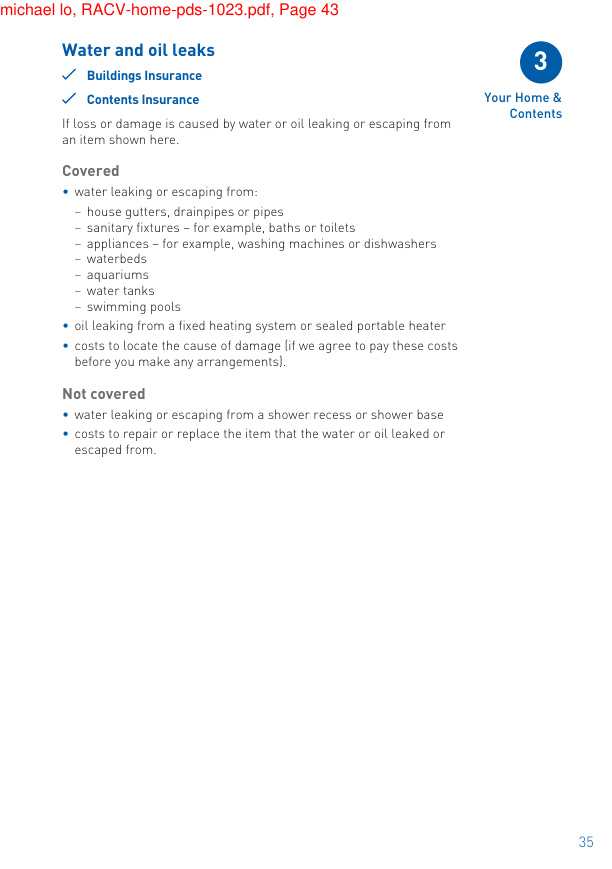 michael lo, RACV-home-pds-1023.pdf, Page 43
Water and oil leaks
Buildings Insurance
Contents Insurance
3
Your Home &
Contents
If loss or damage is caused by water or oil leaking or escaping from
an item shown here.
Covered
• water leaking or escaping from:
– house gutters, drainpipes or pipes
– sanitary fixtures – for example, baths or toilets
– appliances – for example, washing machines or dishwashers
– waterbeds
– aquariums
– water tanks
– swimming pools
• oil leaking from a fixed heating system or sealed portable heater
• costs to locate the cause of damage (if we agree to pay these costs
before you make any arrangements).
Not covered
• water leaking or escaping from a shower recess or shower base
• costs to repair or replace the item that the water or oil leaked or
escaped from.
35